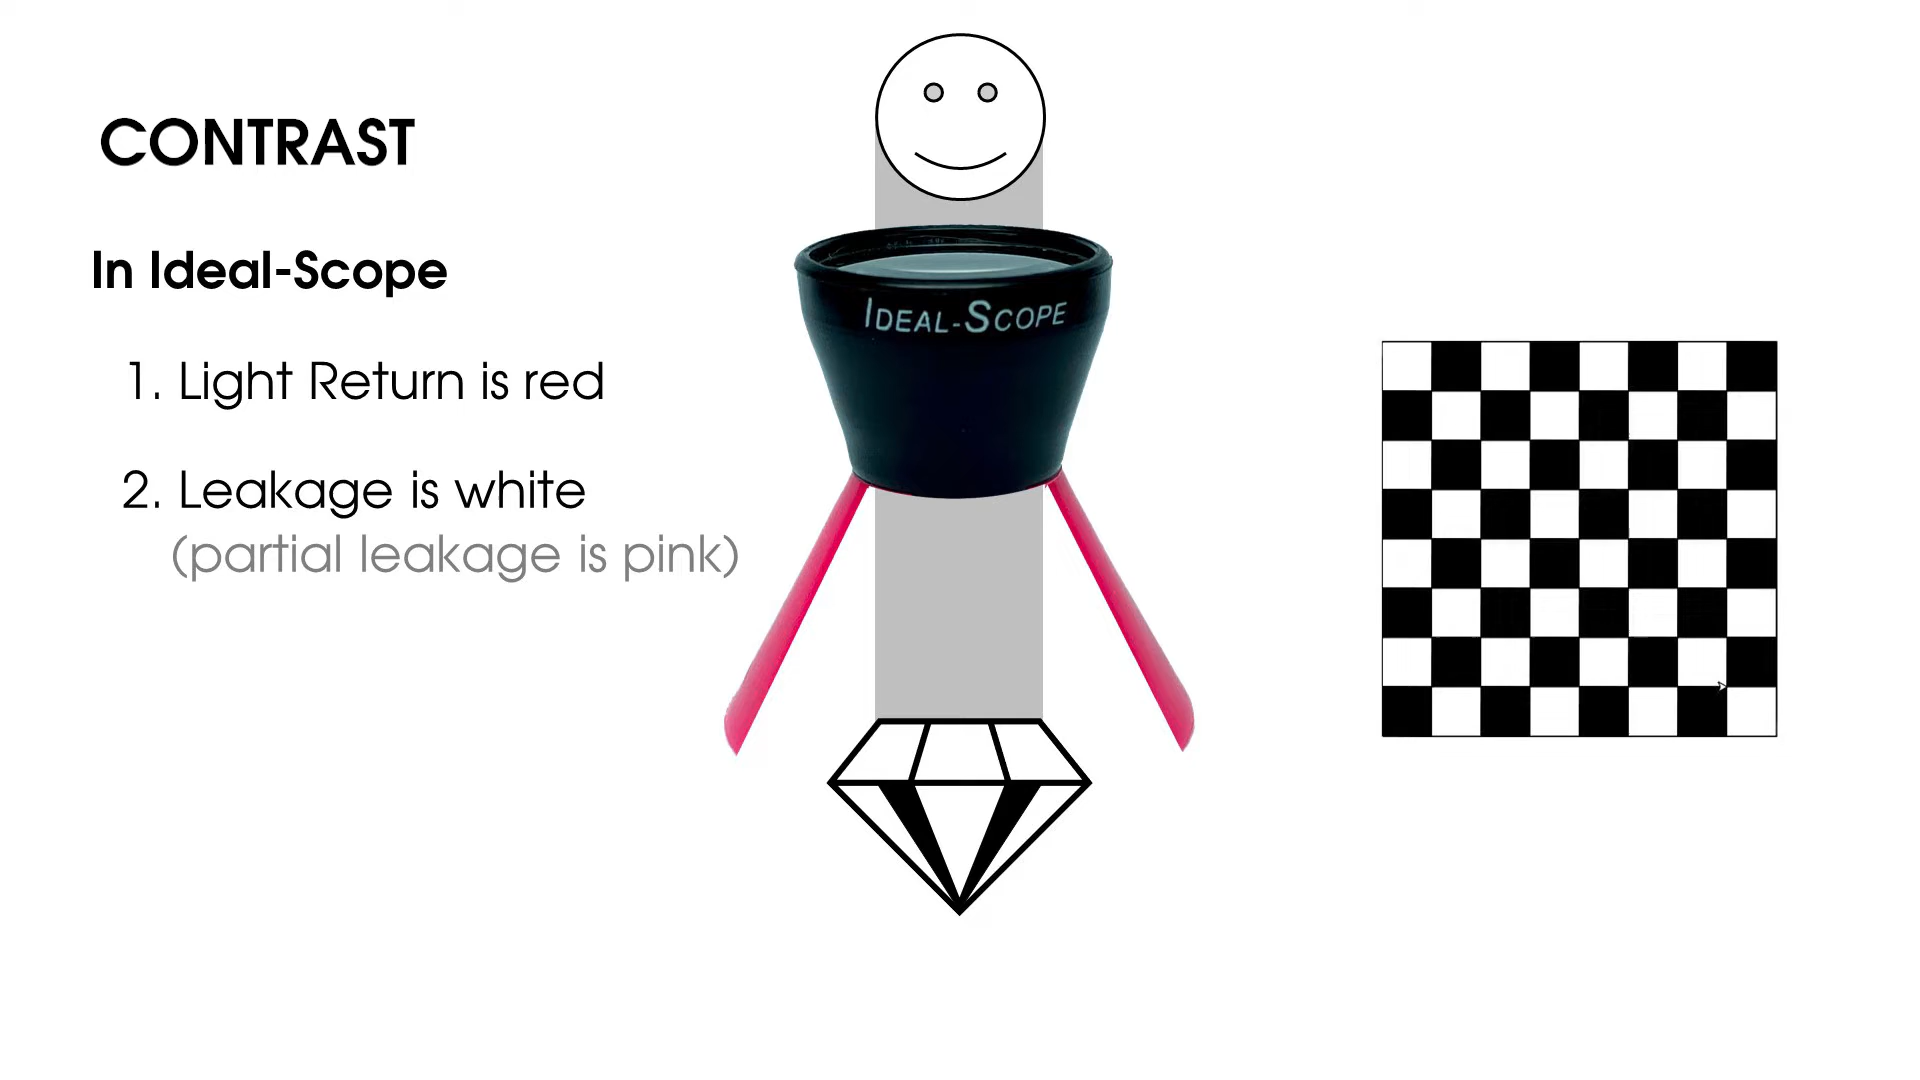 CONTRAST
In Ideal-Scope
1. Light Return is red
2. Leakage is white
(partial leakage is pink)
IDEAL-SCOPE